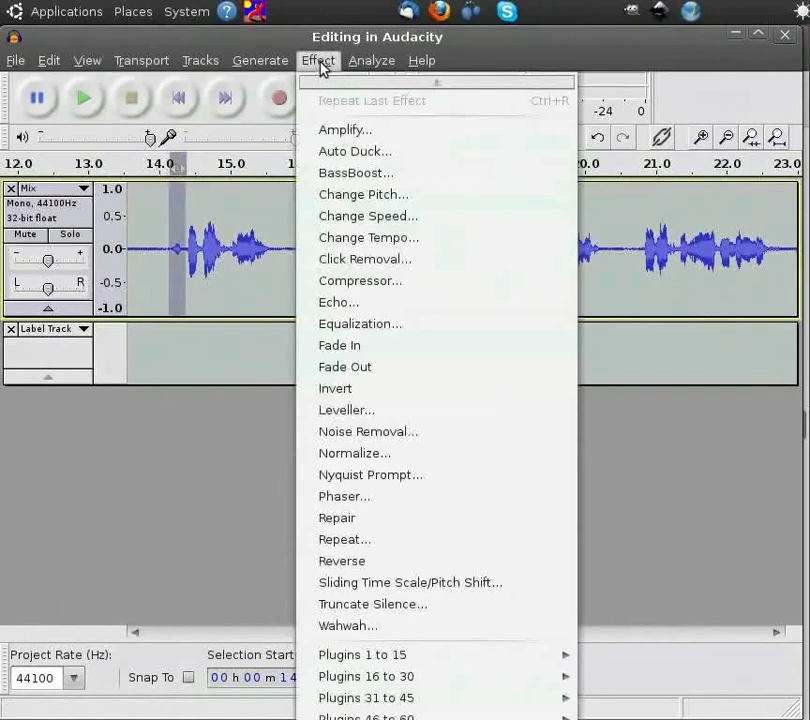 Applications Places System
Editing in Audacity
File Edit View Transport Tracks Generate Effect Analyze Help
Repeat Last Effect Ctrl+R
-24 0
Amplify...
Auto Duck...
BassBoost...
Change Pitch...
Change Speed...
Change Tempo...
Click Removal...
Compressor...
Echo...
Equalization...
Fade In
Fade Out
Invert
Leveller...
Noise Removal...
Normalize...
Nyquist Prompt...
Phaser...
Repair
Repeat...
Reverse
Sliding Time Scale/Pitch Shift...
Truncate Silence...
Wahwah...
Plugins 1 to 15
Plugins 16 to 30
Plugins 31 to 45
Plugins 46 to 60
12.0 13.0 14.0 15.0 21.0 22.0 23.0
Mix
Mono, 44100Hz
32-bit float
Mute Solo
- +
L R
1.0
0.5
0.0
-0.5
-1.0
Label Track
Project Rate (Hz):
44100
Snap To
Selection Start
00 h 00 m 14